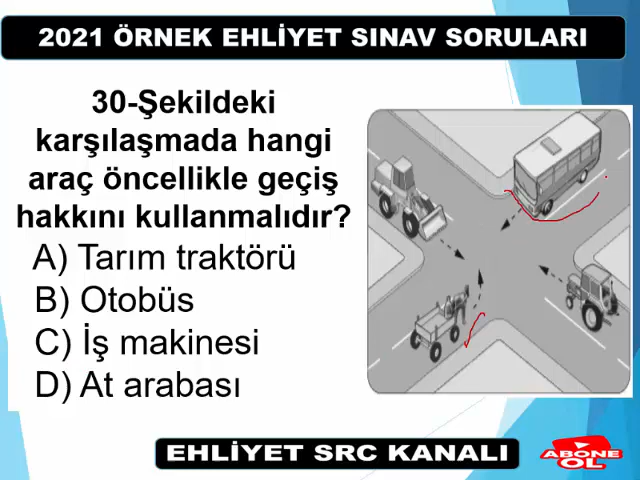 2021 ÖRNEK EHLİYET SINAV SORULARI
30-Şekildeki
karşılaşmada hangi
araç öncellikle geçiş
hakkını kullanmalıdır?
A) Tarım traktörü
B) Otobüs
C) İş makinesi
D) At arabası
EHLİYET SRC KANALI
ABONE
OL